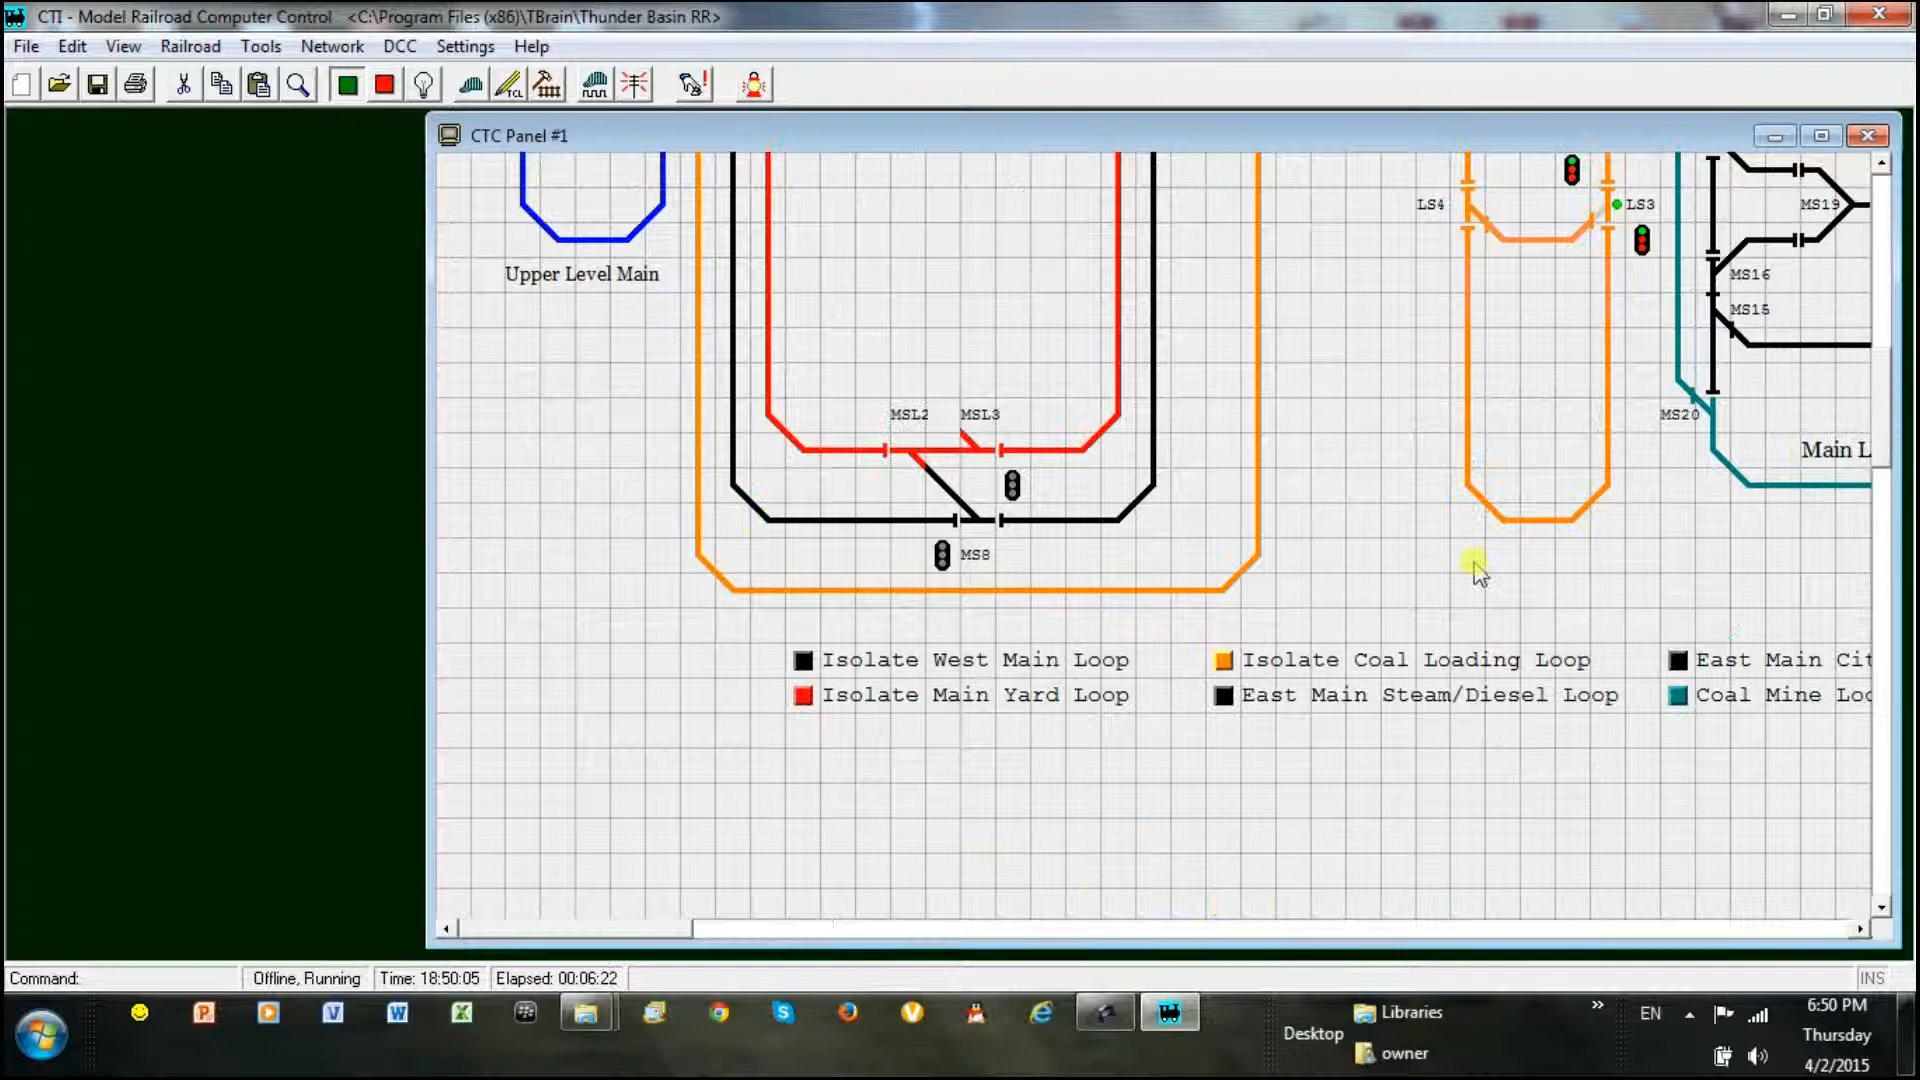 CTI - Model Railroad Computer Control <C:\Program Files (x86)\TBrain\Thunder Basin RR>
File Edit View Railroad Tools Network DCC Settings Help
TCL
CTC Panel #1
LS4
LS3
MS19
Upper Level Main
MS16
MS15
MSL2 MSL3
MS20
Main L
MS8
Isolate West Main Loop
Isolate Coal Loading Loop
East Main Cit
Isolate Main Yard Loop
East Main Steam/Diesel Loop
Coal Mine Loo
Command:
Offline, Running
Time: 18:50:05
Elapsed: 00:06:22
INS
Desktop
Libraries
owner
EN
6:50 PM
Thursday
4/2/2015